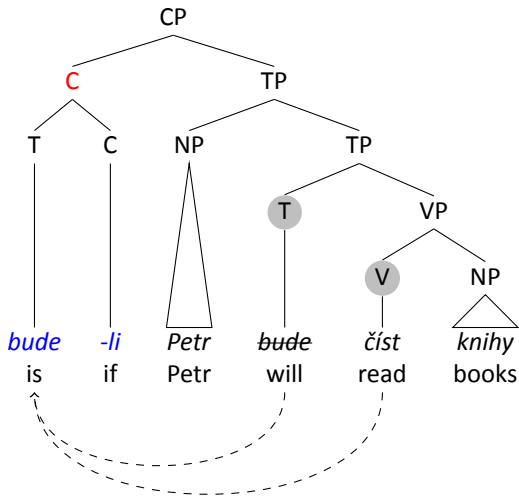 CP
C TP
T C NP TP
T VP
V NP
bude -li Petr bude číst knihy
is if Petr will read books